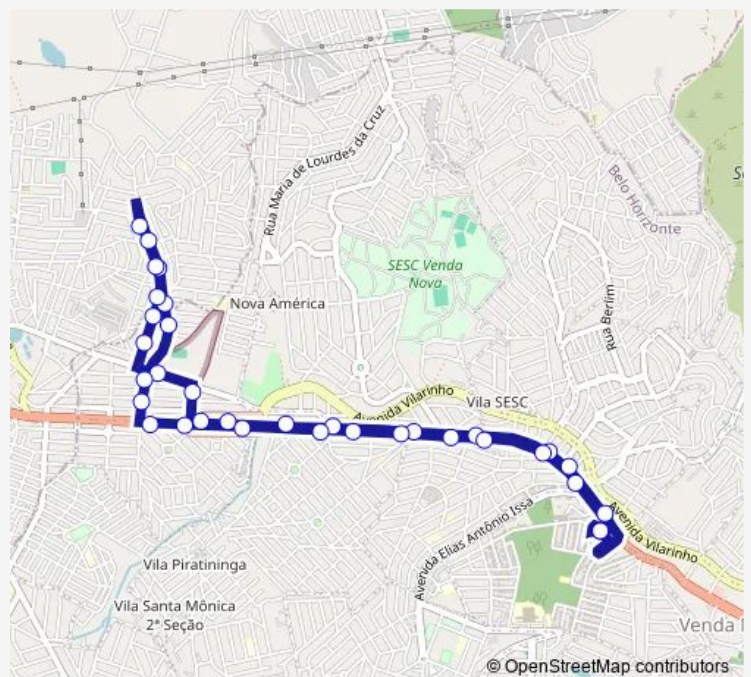 Rua Maria de Lourdes da Cruz
Belo Horizonte
SESC Venda
Nova
Nova América
Rua Berlim
Avenida Vilarinho
Vila SESC
Avenida Elias Antônio Issa
Avenida Vilarinho
Vila Piratininga
Vila Santa Mônica
2ª Seção
Venda
© OpenStreetMap contributors